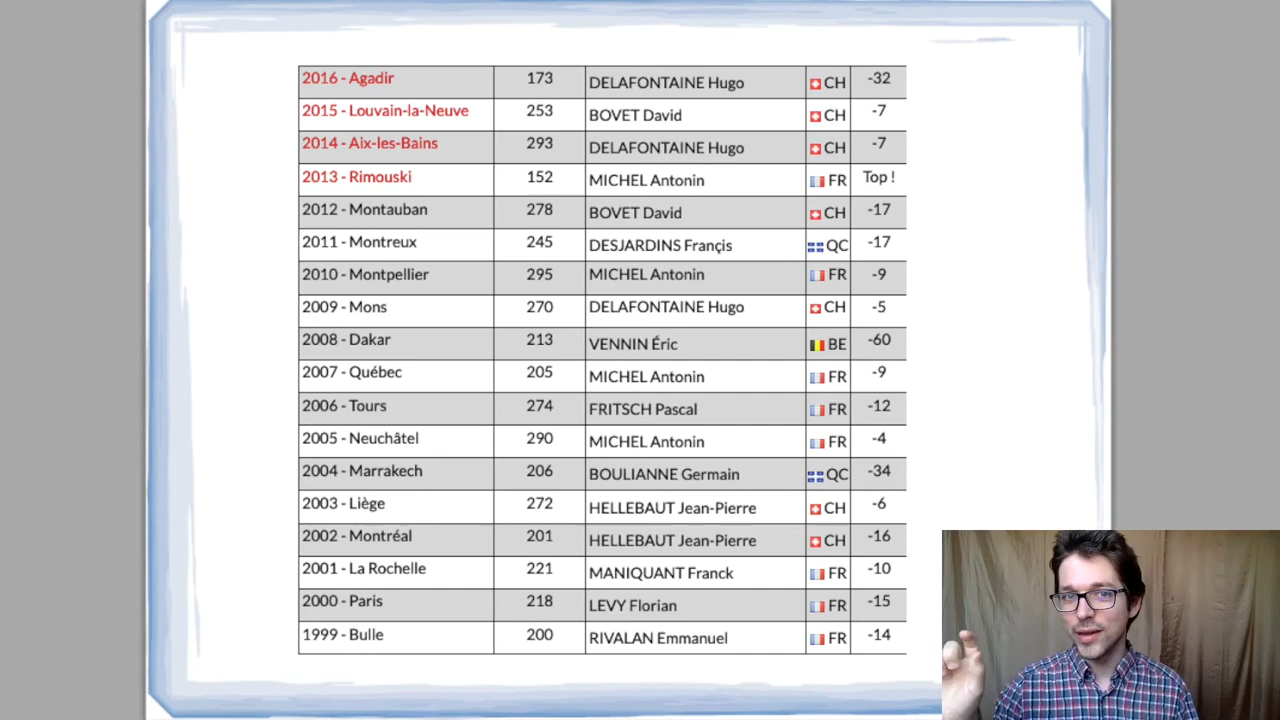 2016 - Agadir 173 DELAFONTAINE Hugo CH -32
2015 - Louvain-la-Neuve 253 BOVET David CH -7
2014 - Aix-les-Bains 293 DELAFONTAINE Hugo CH -7
2013 - Rimouski 152 MICHEL Antonin FR Top !
2012 - Montauban 278 BOVET David CH -17
2011 - Montreux 245 DESJARDINS Françis QC -17
2010 - Montpellier 295 MICHEL Antonin FR -9
2009 - Mons 270 DELAFONTAINE Hugo CH -5
2008 - Dakar 213 VENNIN Éric BE -60
2007 - Québec 205 MICHEL Antonin FR -9
2006 - Tours 274 FRITSCH Pascal FR -12
2005 - Neuchâtel 290 MICHEL Antonin FR -4
2004 - Marrakech 206 BOULIANNE Germain QC -34
2003 - Liège 272 HELLEBAUT Jean-Pierre CH -6
2002 - Montréal 201 HELLEBAUT Jean-Pierre CH -16
2001 - La Rochelle 221 MANIQUANT Franck FR -10
2000 - Paris 218 LEVY Florian FR -15
1999 - Bulle 200 RIVALAN Emmanuel FR -14